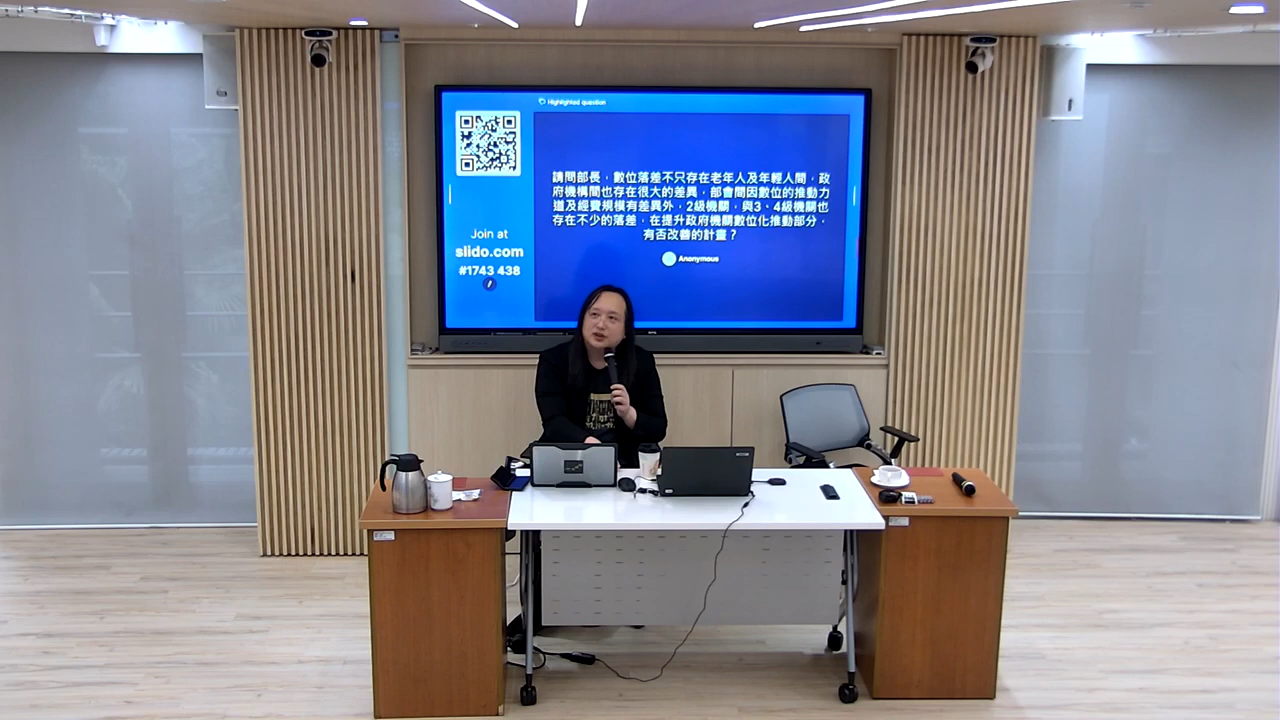 Highlighted question
請問部長，數位落差不只存在老年人及年輕人間，政
府機構間也存在很大的差異，部會間因數位的推動力
道及經費規模有差異外，2級機關，與3、4級機關也
存在不少的落差，在提升政府機關數位化推動部分，
有否改善的計畫？
Anonymous
Join at
slido.com
#1743 438